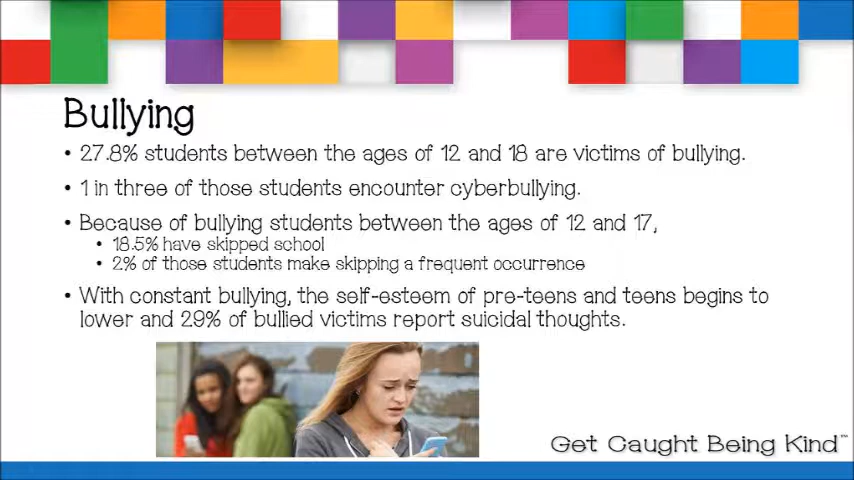 Bullying
• 27.8% students between the ages of 12 and 18 are victims of bullying.
• 1 in three of those students encounter cyberbullying.
• Because of bullying students between the ages of 12 and 17,
• 18.5% have skipped school
• 2% of those students make skipping a frequent occurrence
• With constant bullying, the self-esteem of pre-teens and teens begins to
lower and 29% of bullied victims report suicidal thoughts.
Get Caught Being Kind™